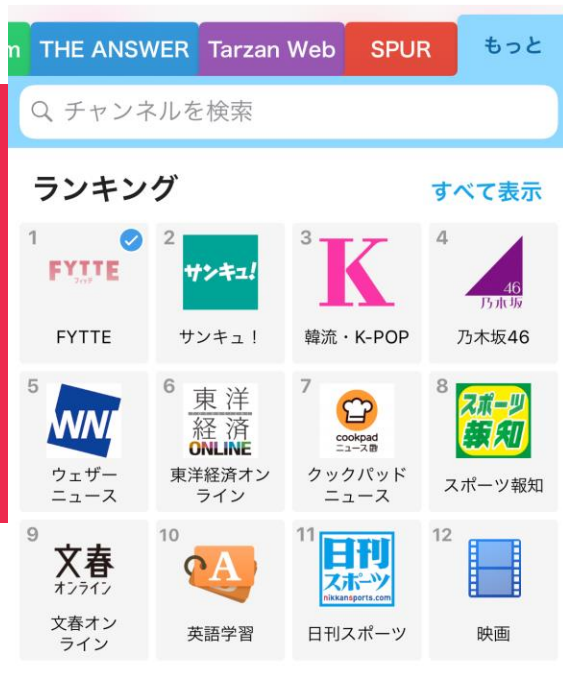 m THE ANSWER Tarzan Web SPUR もっと
チャンネルを検索
ランキング すべて表示
1 2 3 4
FYTTE
フィッテ
サンキュ!
K
46
乃木坂
FYTTE サンキュ! 韓流・K-POP 乃木坂46
5 6 7 8
WNI
東洋
経済
ONLINE
cookpad
ニュース
スポーツ
報知
ウェザー
ニュース
東洋経済オン
ライン
クックパッド
ニュース
スポーツ報知
9 10 11 12
文春
オンライン
A
日刊
スポーツ
nikkansports.com
文春オン
ライン
英語学習
日刊スポーツ
映画